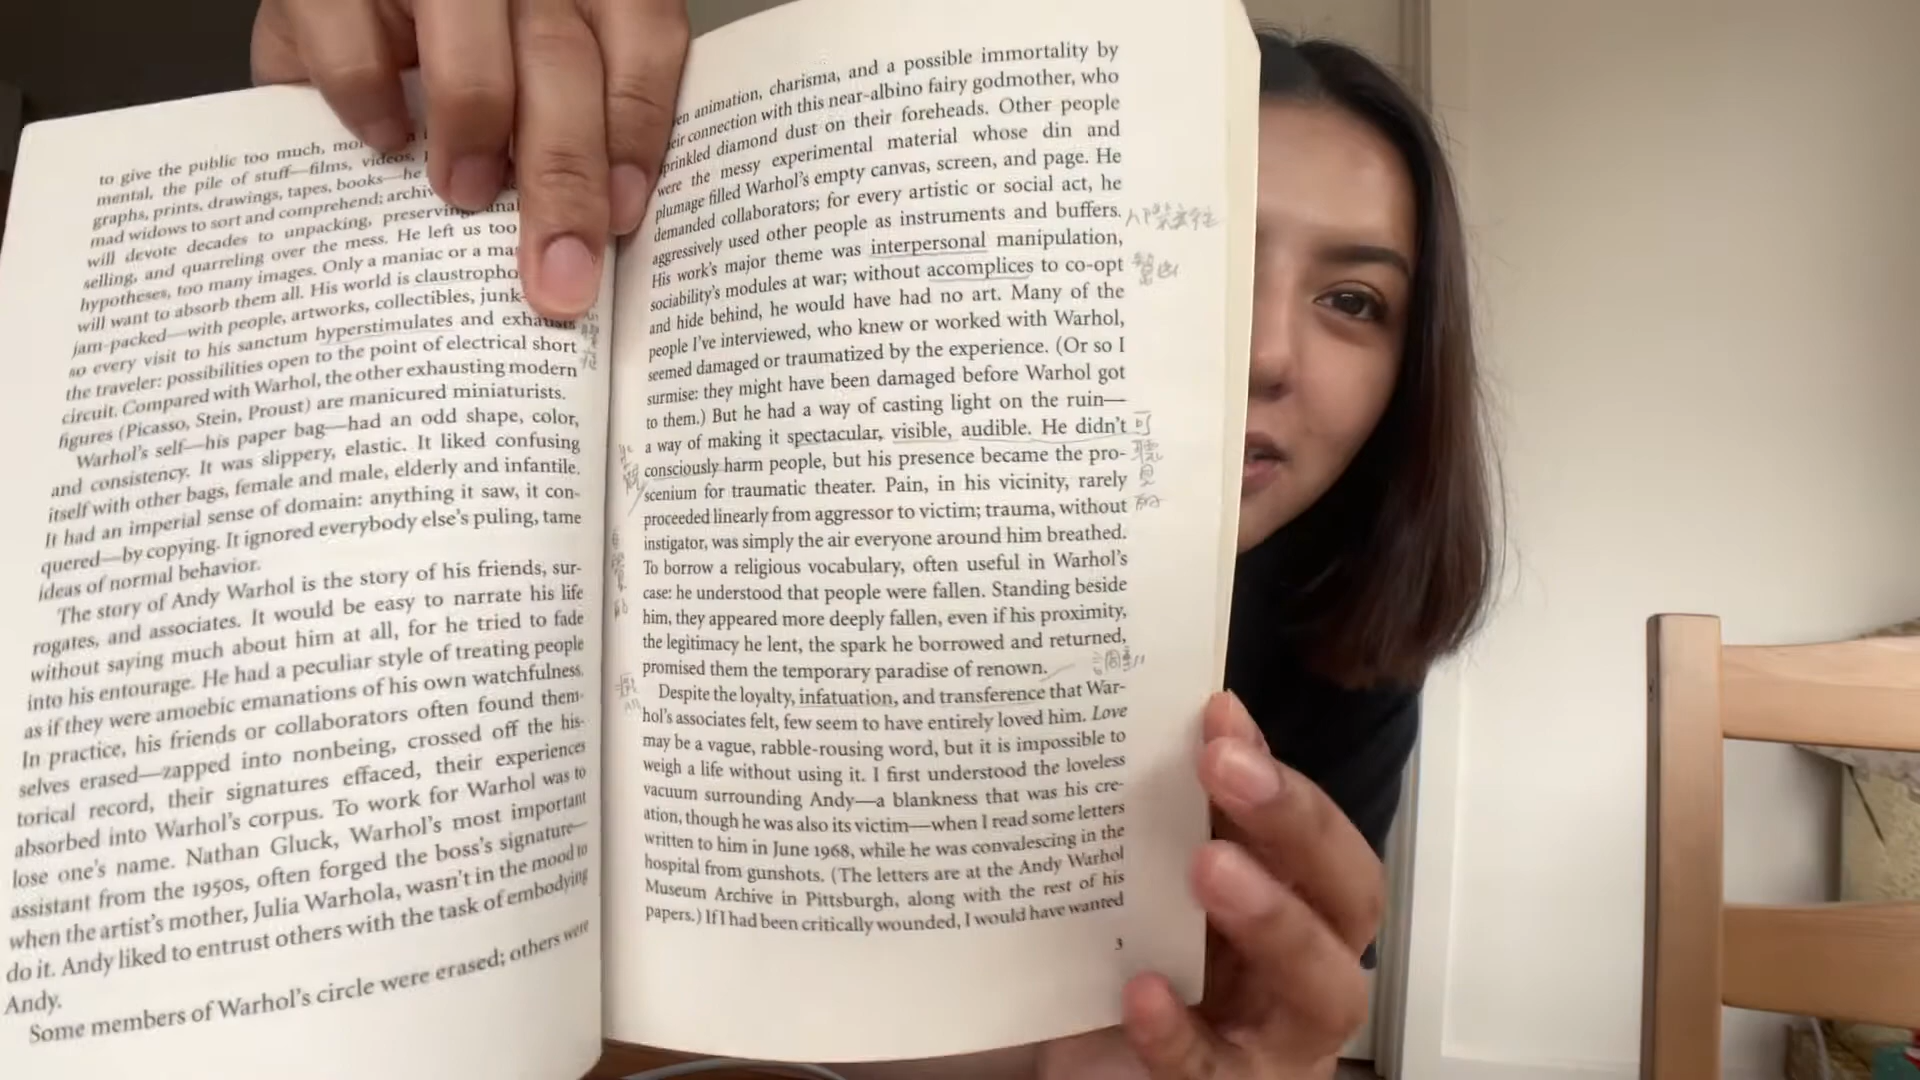 to give the public too much,
mental, the pile of stuff—films, videos,
graphs, prints, drawings, tapes, books—he
mad widows to sort and comprehend;
will devote decades to unpacking, preserving,
selling, and quarreling over the mess. He left us too
hypotheses, too many images. Only a maniac or a
will want to absorb them all. His world is
jam-packed—with people, artworks, collectibles, junk-
so every visit to his sanctum hyperstimulates and exhausts
the traveler: possibilities open to the point of electrical short
circuit. Compared with Warhol, the other exhausting modern
figures (Picasso, Stein, Proust) are manicured miniaturists.
Warhol's self—his paper bag—had an odd shape, color,
and consistency. It was slippery, elastic. It liked confusing
itself with other bags, female and male, elderly and infantile.
It had an imperial sense of domain: anything it saw, it con-
quered—by copying. It ignored everybody else's puling, tame
ideas of normal behavior.
The story of Andy Warhol is the story of his friends, sur-
rogates, and associates. It would be easy to narrate his life
without saying much about him at all, for he tried to fade
into his entourage. He had a peculiar style of treating people
as if they were amoebic emanations of his own watchfulness.
In practice, his friends or collaborators often found them-
selves erased—zapped into nonbeing, crossed off the his-
torical record, their signatures effaced, their experiences
absorbed into Warhol's corpus. To work for Warhol was to
lose one's name. Nathan Gluck, Warhol's most important
assistant from the 1950s, often forged the boss's signature—
when the artist's mother, Julia Warhola, wasn't in the mood to
do it. Andy liked to entrust others with the task of embodying
Andy.
Some members of Warhol's circle were erased; others were
animation, charisma, and a possible immortality by
connection with this near-albino fairy godmother, who
sprinkled diamond dust on their foreheads. Other people
were the messy experimental material whose din and
plumage filled Warhol's empty canvas, screen, and page. He
demanded collaborators; for every artistic or social act, he
aggressively used other people as instruments and buffers.
His work's major theme was interpersonal manipulation,
sociability's modules at war; without accomplices to co-opt
and hide behind, he would have had no art. Many of the
people I've interviewed, who knew or worked with Warhol,
seemed damaged or traumatized by the experience. (Or so I
surmise: they might have been damaged before Warhol got
to them.) But he had a way of casting light on the ruin—
a way of making it spectacular, visible, audible. He didn't
consciously harm people, but his presence became the pro-
scenium for traumatic theater. Pain, in his vicinity, rarely
proceeded linearly from aggressor to victim; trauma, without
instigator, was simply the air everyone around him breathed.
To borrow a religious vocabulary, often useful in Warhol's
case: he understood that people were fallen. Standing beside
him, they appeared more deeply fallen, even if his proximity,
the legitimacy he lent, the spark he borrowed and returned,
promised them the temporary paradise of renown.
Despite the loyalty, infatuation, and transference that War-
hol's associates felt, few seem to have entirely loved him. Love
may be a vague, rabble-rousing word, but it is impossible to
weigh a life without using it. I first understood the loveless
vacuum surrounding Andy—a blankness that was his cre-
ation, though he was also its victim—when I read some letters
written to him in June 1968, while he was convalescing in the
hospital from gunshots. (The letters are at the Andy Warhol
Museum Archive in Pittsburgh, along with the rest of his
papers.) If I had been critically wounded, I would have wanted
3
可
聽
見
的